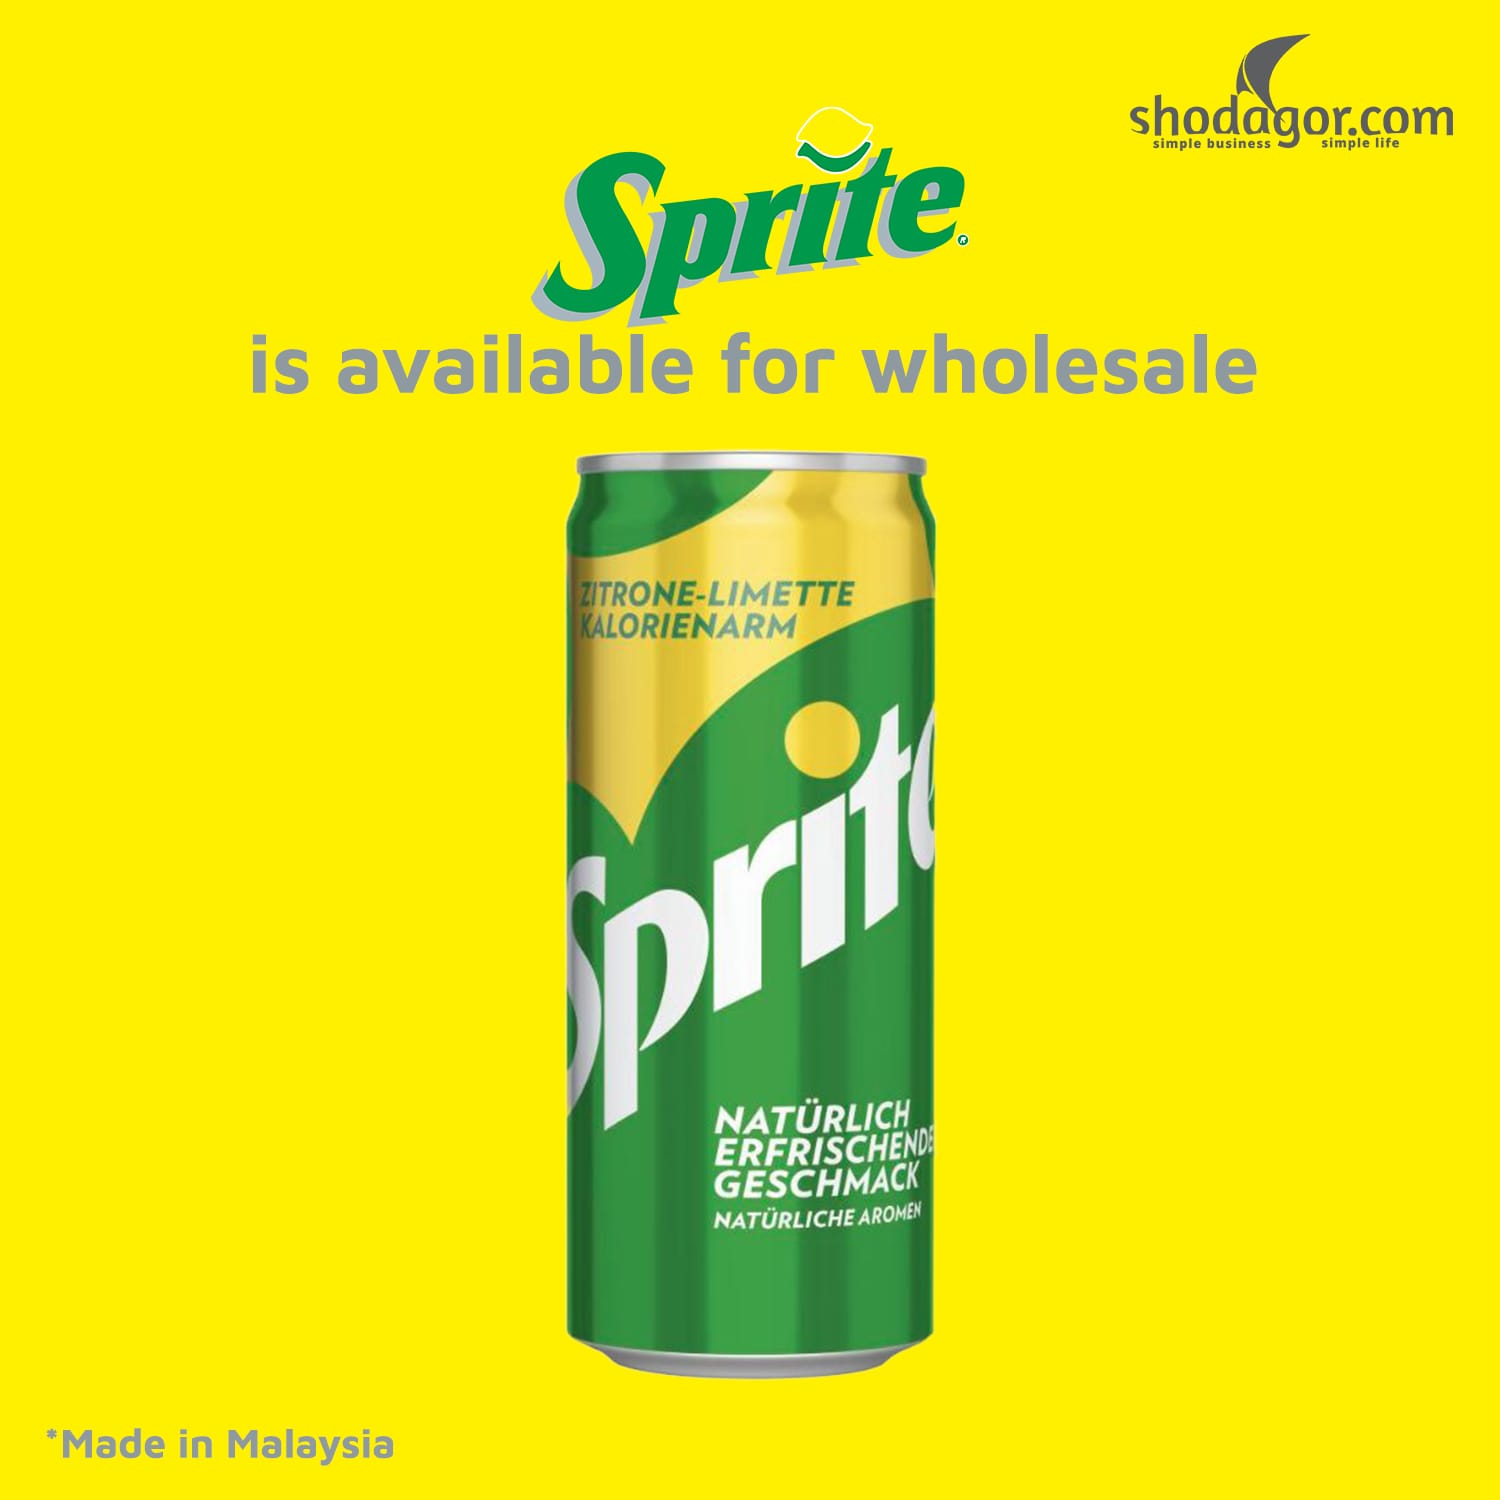 shodagor.com
simple business simple life
Sprite®
is available for wholesale
ZITRONE-LIMETTE
KALORIENARM
Sprite
NATÜRLICH
ERFRISCHENDE
GESCHMACK
NATÜRLICHE AROMEN
*Made in Malaysia